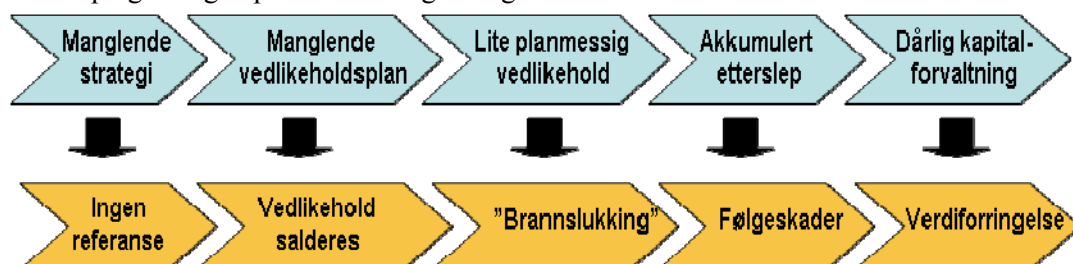 Manglende
strategi
Manglende
vedlikeholdsplan
Lite planmessig
vedlikehold
Akkumulert
etterslep
Dårlig kapital-
forvaltning
Ingen
referanse
Vedlikehold
salderes
"Brannslukking"
Følgeskader
Verdiforringelse